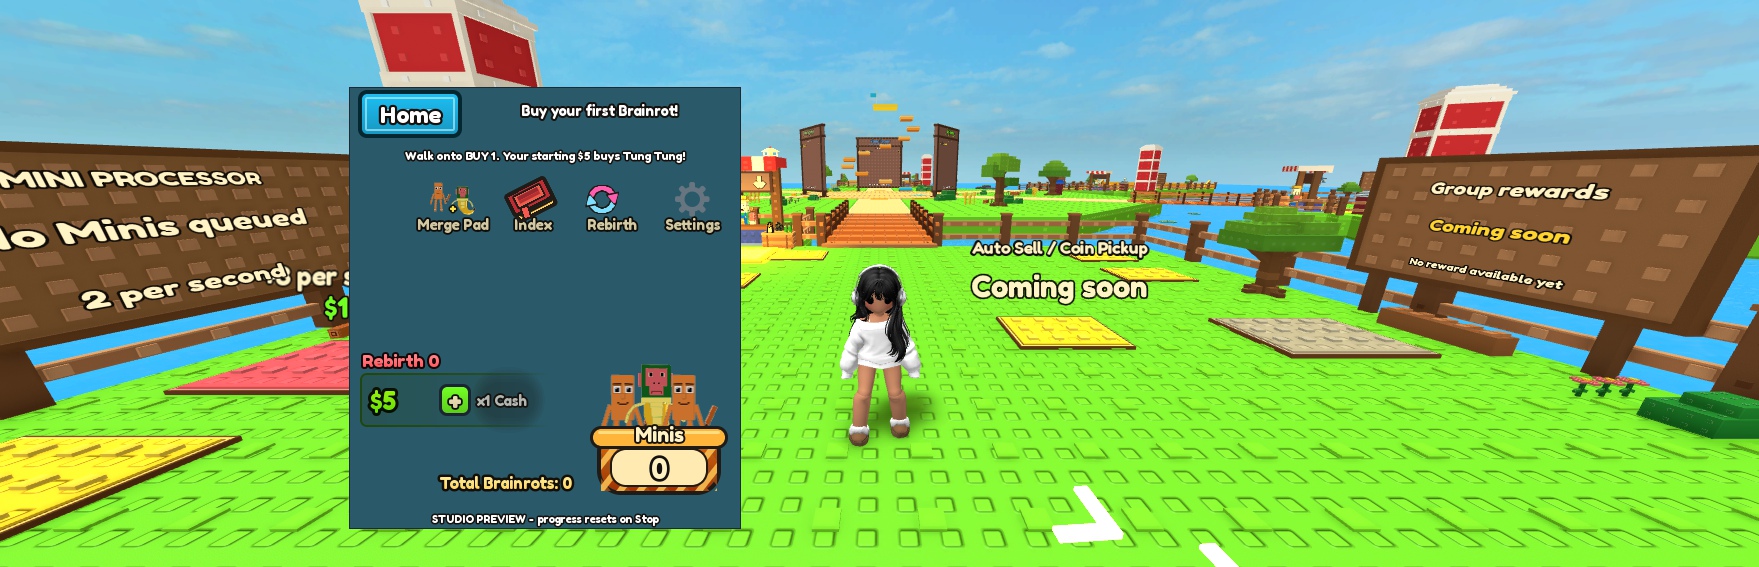 Home
Buy your first Brainrot!
Walk onto BUY 1. Your starting $5 buys Tung Tung!
Merge Pad
Index
Rebirth
Settings
Rebirth 0
$5
x1 Cash
Minis
0
Total Brainrots: 0
STUDIO PREVIEW - progress resets on Stop
MINI PROCESSOR
Minis queued
2 per second
per
$1
Auto Sell / Coin Pickup
Coming soon
Group rewards
Coming soon
No reward available yet